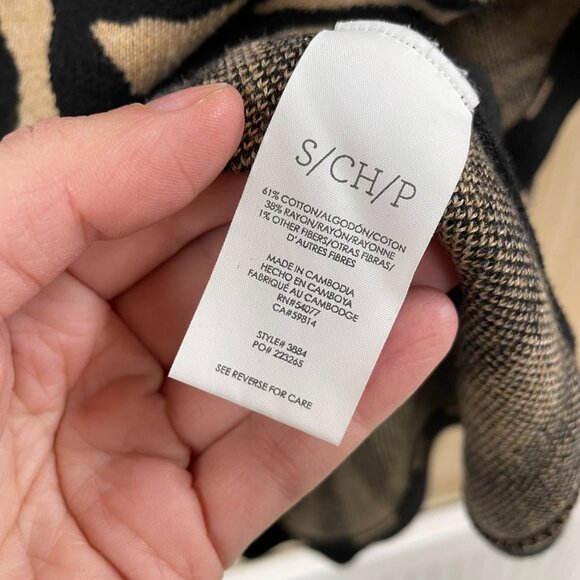 S/CH/P
61% COTTON/ALGODÓN/COTON
38% RAYON/RAYÓN/RAYONNE
1% OTHER FIBERS/OTRAS FIBRAS/
D'AUTRES FIBRES
MADE IN CAMBODIA
HECHO EN CAMBOYA
FABRIQUÉ AU CAMBODGE
RN#54077
CA#59814
STYLE# 3884
PO# 223265
SEE REVERSE FOR CARE